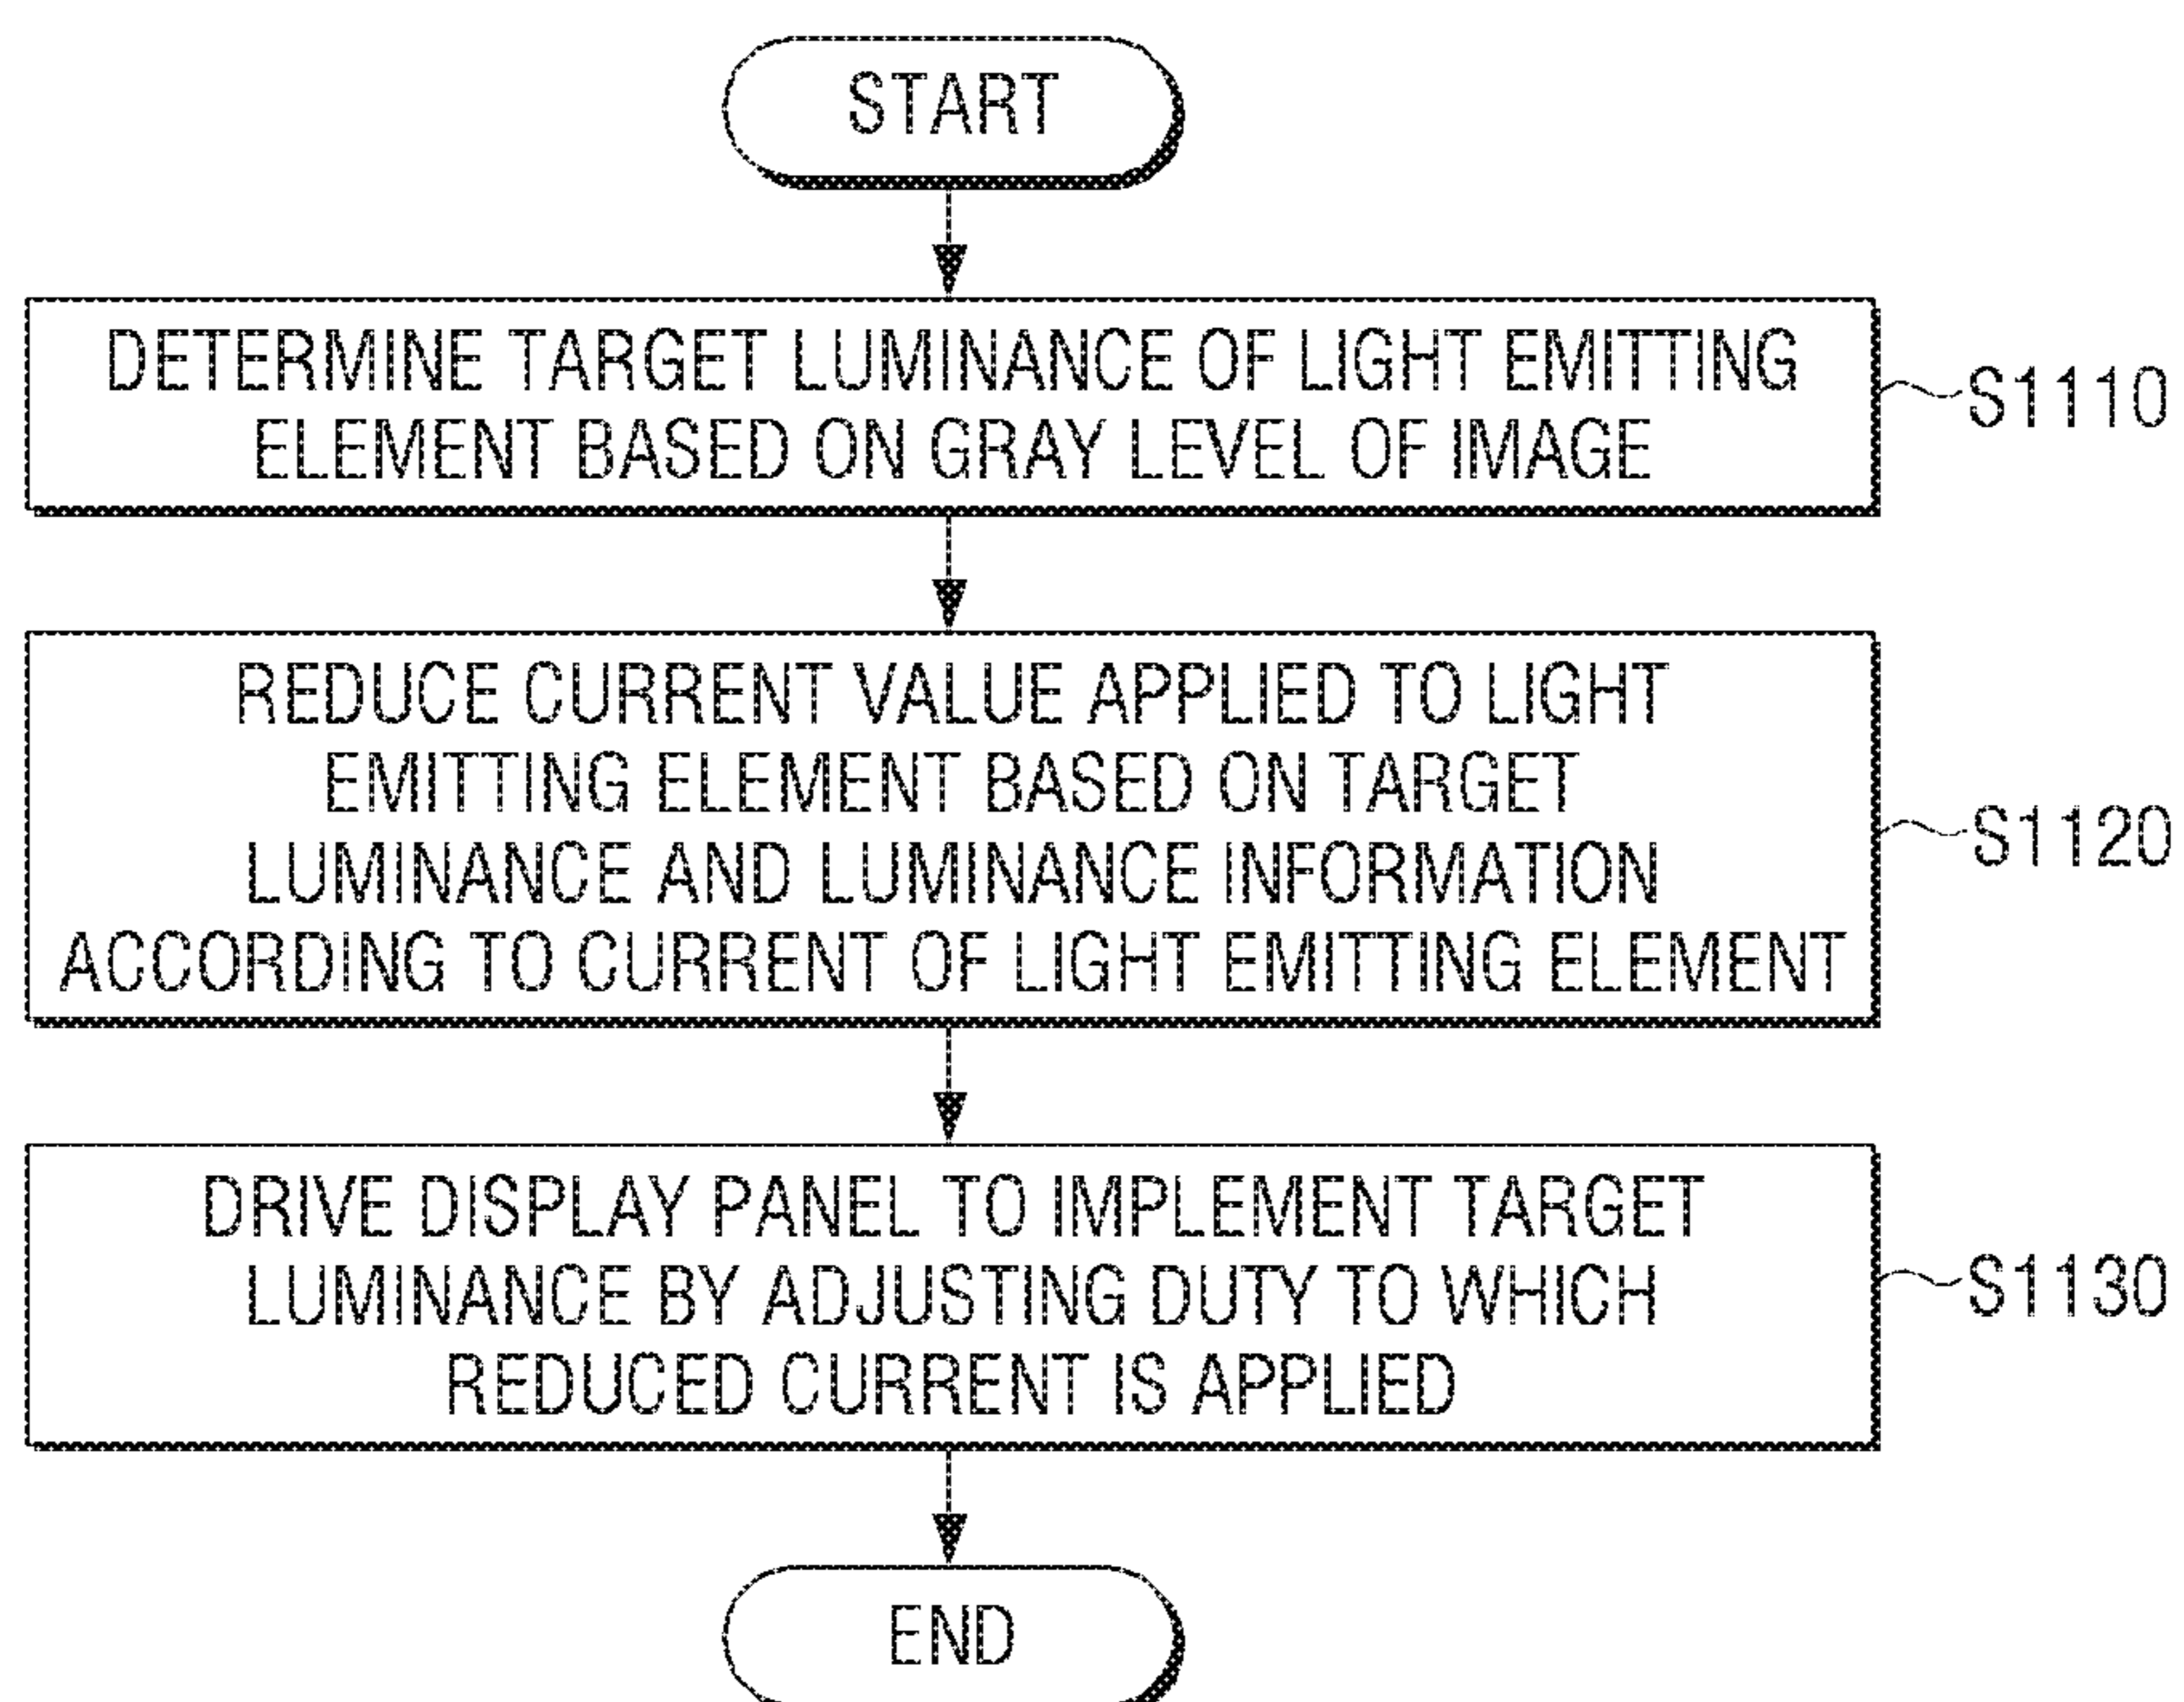 START
DETERMINE TARGET LUMINANCE OF LIGHT EMITTING
ELEMENT BASED ON GRAY LEVEL OF IMAGE
S1110
REDUCE CURRENT VALUE APPLIED TO LIGHT
EMITTING ELEMENT BASED ON TARGET
LUMINANCE AND LUMINANCE INFORMATION
ACCORDING TO CURRENT OF LIGHT EMITTING ELEMENT
S1120
DRIVE DISPLAY PANEL TO IMPLEMENT TARGET
LUMINANCE BY ADJUSTING DUTY TO WHICH
REDUCED CURRENT IS APPLIED
S1130
END